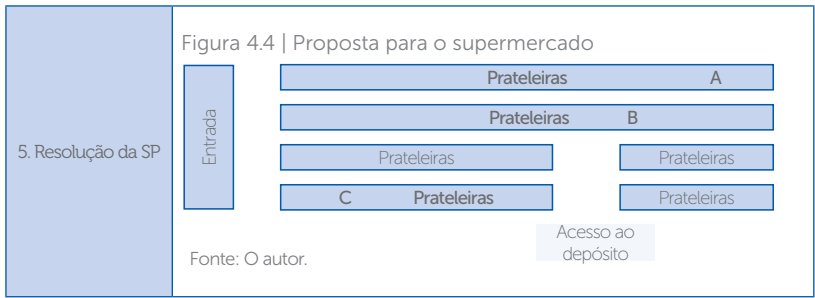 5. Resolução da SP
Figura 4.4 | Proposta para o supermercado
Entrada
Prateleiras A
Prateleiras B
Prateleiras Prateleiras
C Prateleiras Prateleiras
Acesso ao
depósito
Fonte: O autor.